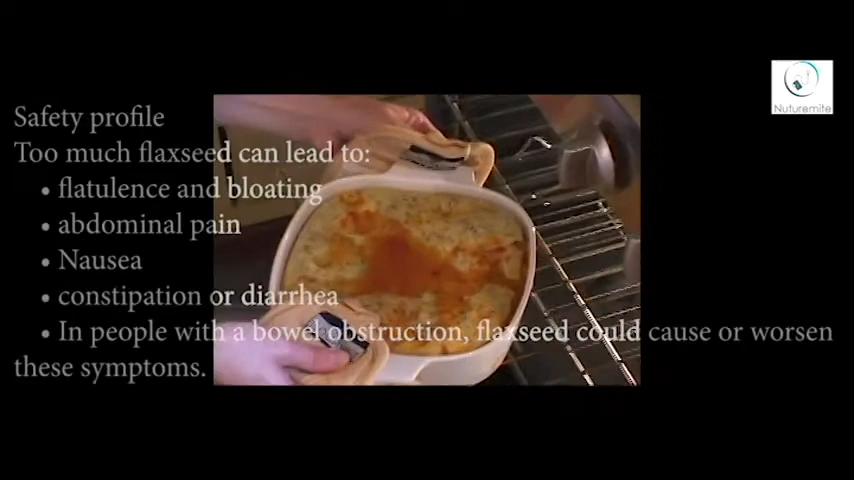 Nuturemite
Safety profile
Too much flaxseed can lead to:
• flatulence and bloating
• abdominal pain
• Nausea
• constipation or diarrhea
• In people with a bowel obstruction, flaxseed could cause or worsen
these symptoms.